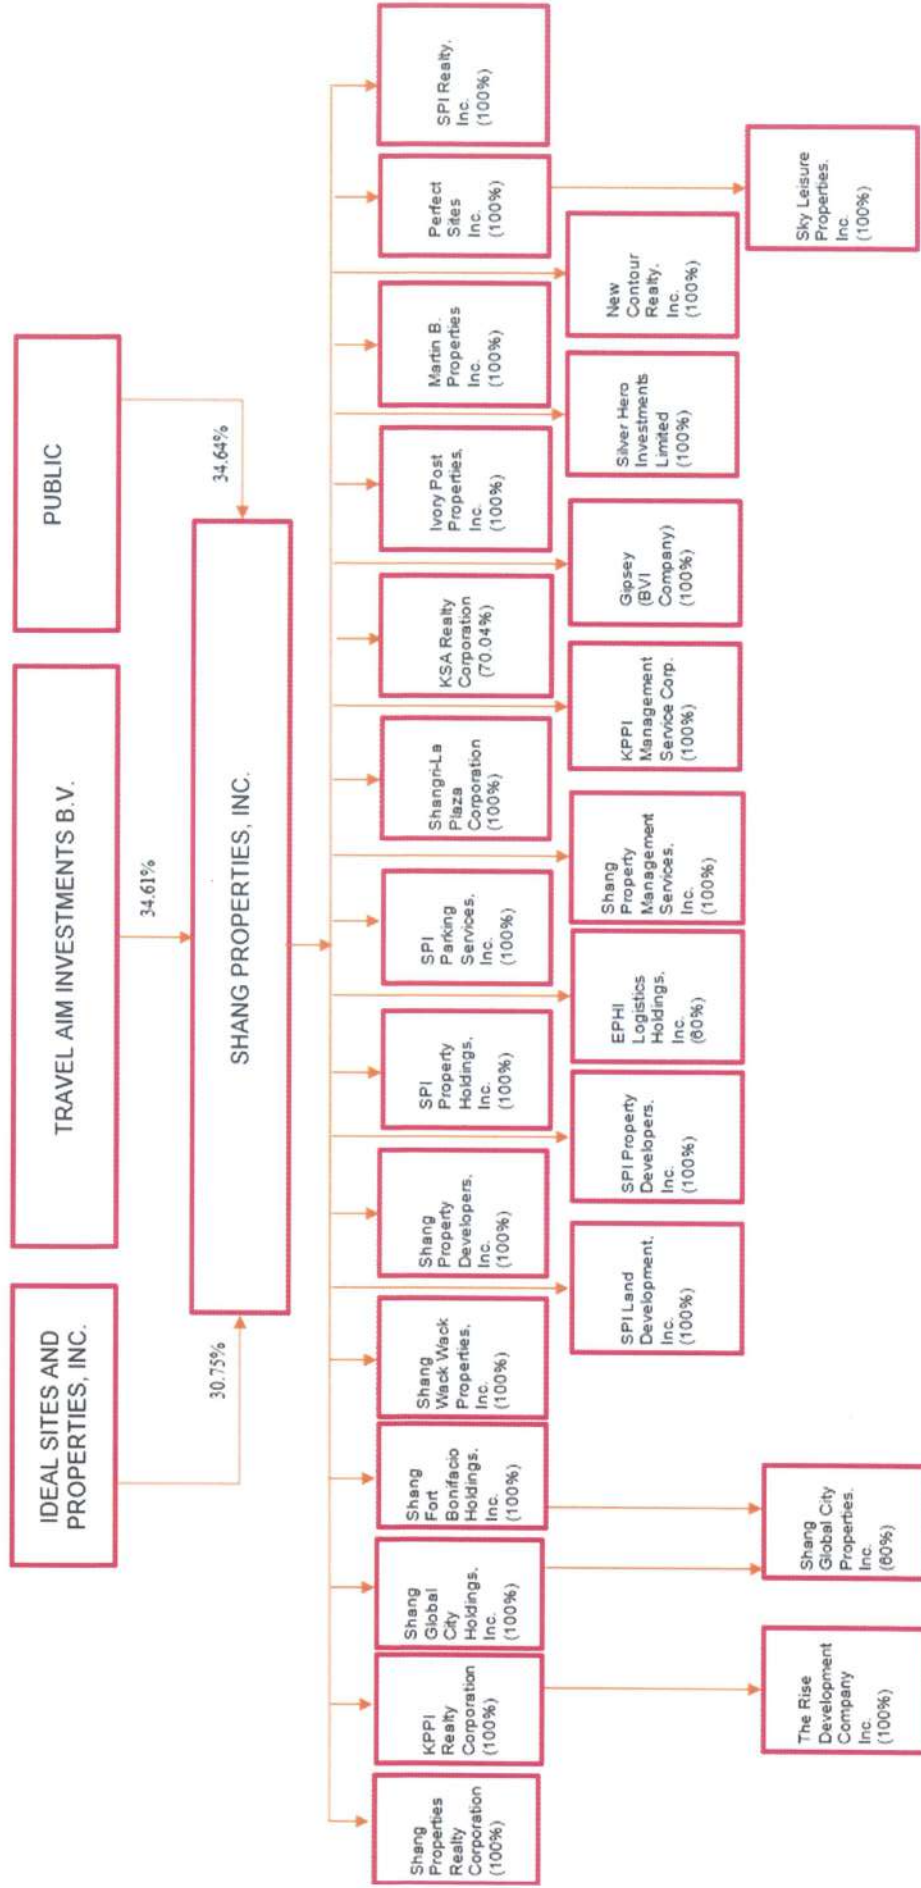 IDEAL SITES AND
PROPERTIES, INC.
TRAVEL AIM INVESTMENTS B.V.
PUBLIC
30.75%
34.61%
34.64%
SHANG PROPERTIES, INC.
Shang
Properties
Realty
Corporation
(100%)
KPPI
Realty
Corporation
(100%)
Shang
Global
City
Holdings,
Inc.
(100%)
Shang
Fort
Bonifacio
Holdings,
Inc.
(100%)
Shang
Wack Wack
Properties,
Inc.
(100%)
Shang
Property
Developers,
Inc.
(100%)
SPI
Property
Holdings,
Inc.
(100%)
SPI
Parking
Services,
Inc.
(100%)
Shangri-La
Plaza
Corporation
(100%)
KSA Realty
Corporation
(70.04%)
Ivory Post
Properties,
Inc.
(100%)
Martin B.
Properties
Inc.
(100%)
Perfect
Sites
Inc.
(100%)
SPI Realty,
Inc.
(100%)
SPI Land
Development,
Inc.
(100%)
SPI Property
Developers,
Inc.
(100%)
EPHI
Logistics
Holdings,
Inc.
(60%)
Shang
Property
Management
Services,
Inc.
(100%)
KPPI
Management
Service Corp.
(100%)
Gipsey
(BVI
Company)
(100%)
Silver Hero
Investments
Limited
(100%)
New
Contour
Realty,
Inc.
(100%)
The Rise
Development
Company
Inc.
(100%)
Shang
Global City
Properties,
Inc.
(60%)
Sky Leisure
Properties,
Inc.
(100%)